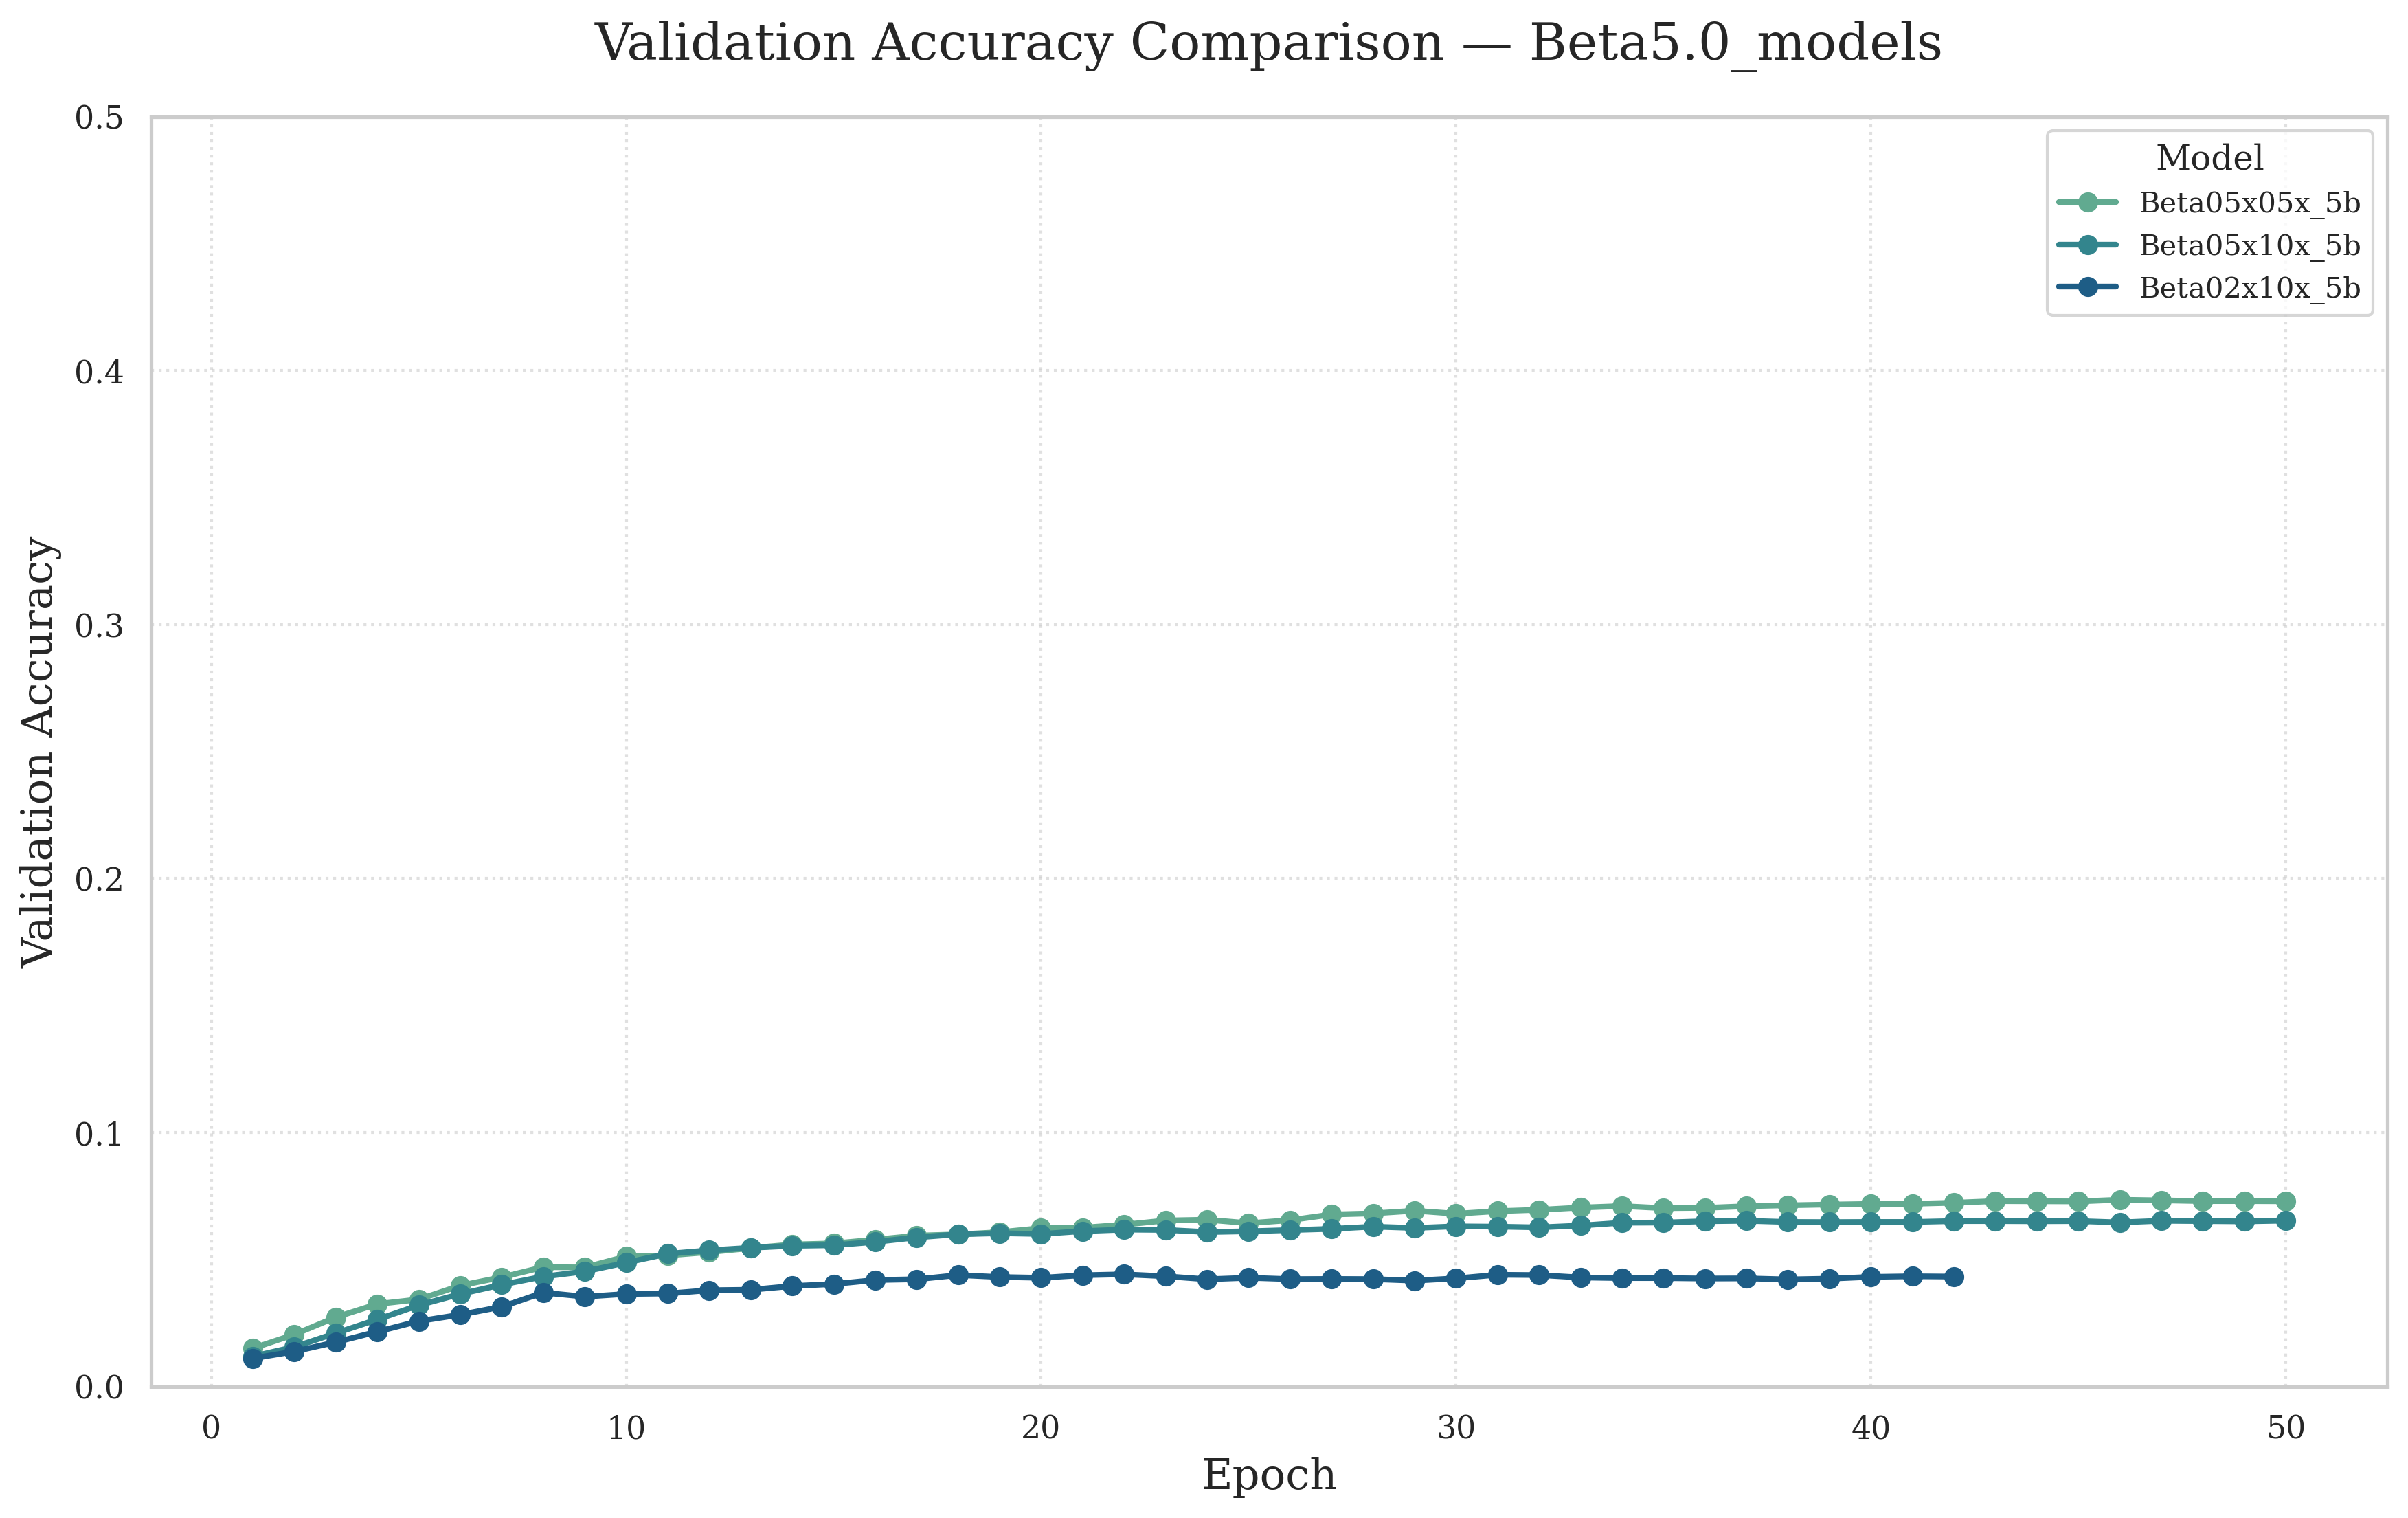 Validation Accuracy Comparison — Beta5.0_models
Validation Accuracy
0.5
0.4
0.3
0.2
0.1
0.0
Model
Beta05x05x_5b
Beta05x10x_5b
Beta02x10x_5b
0 10 20 30 40 50
Epoch